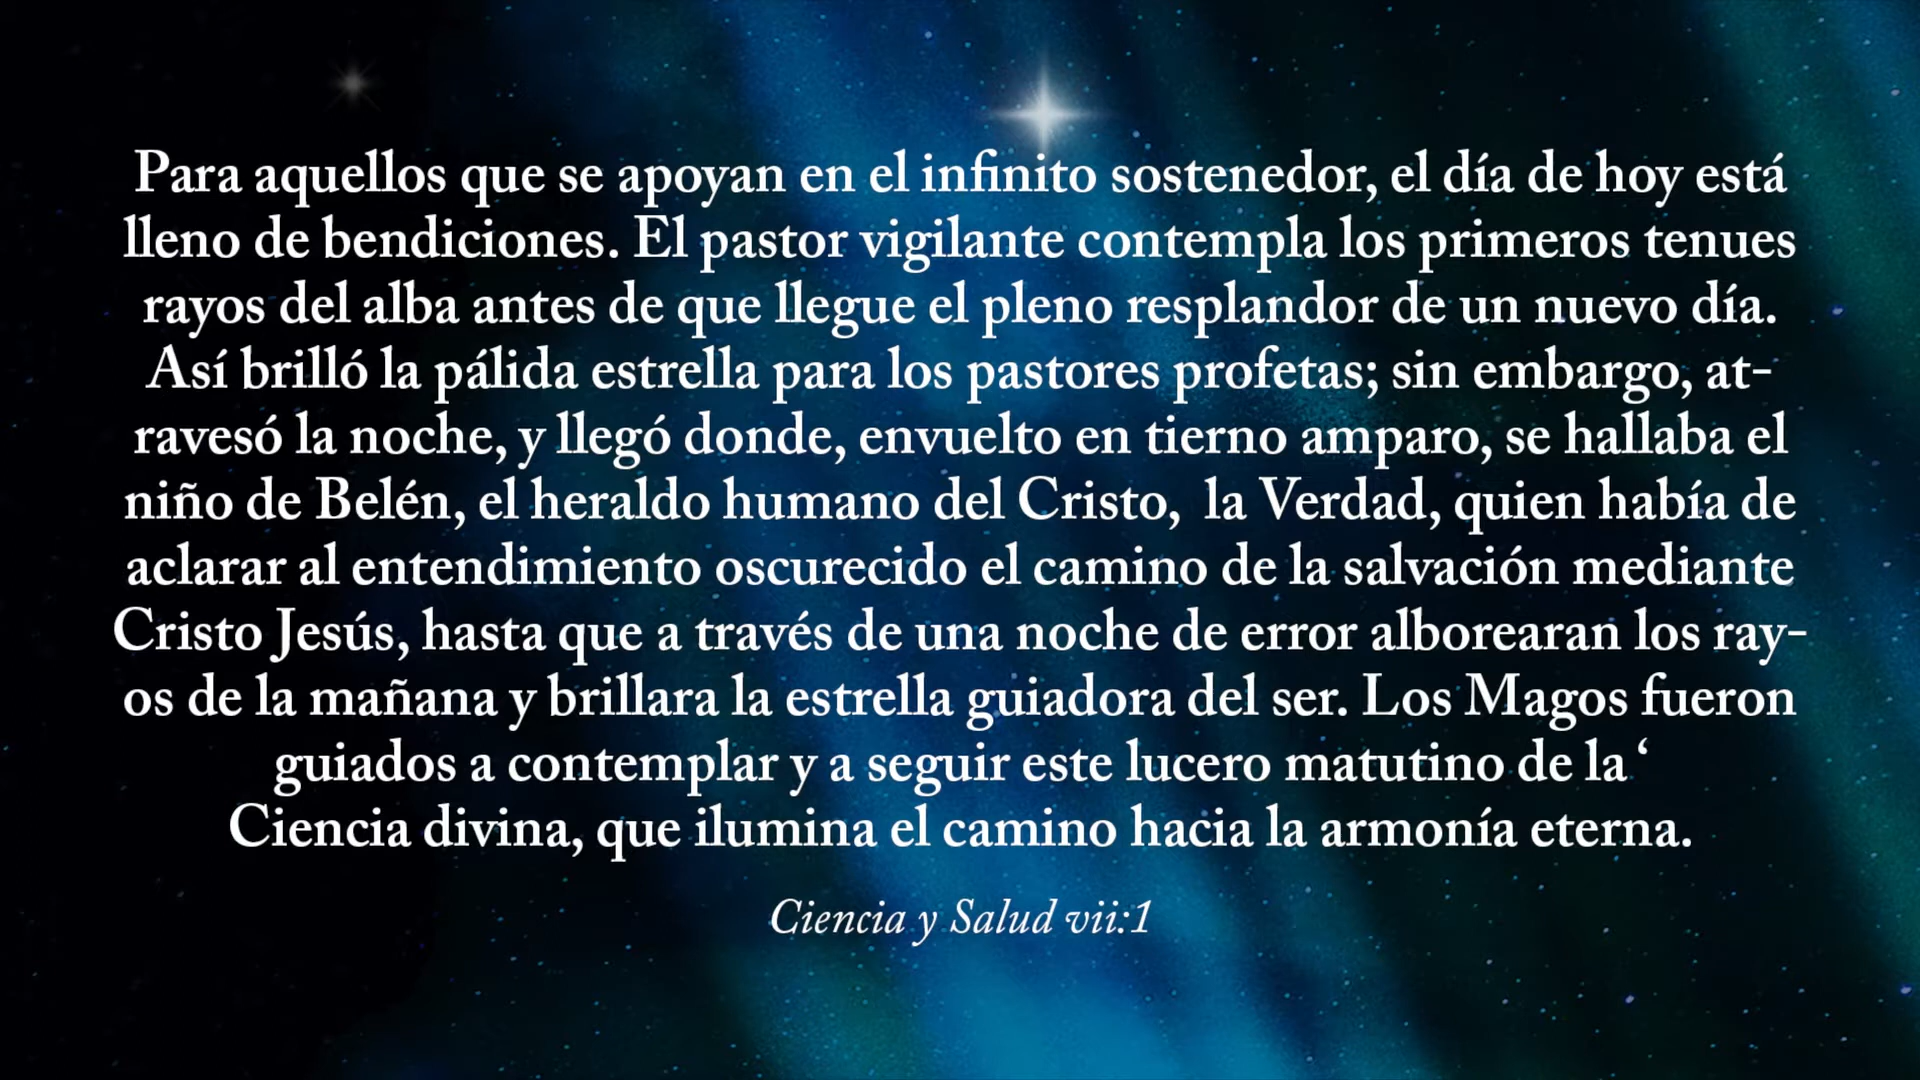 Para aquellos que se apoyan en el infinito sostenedor, el día de hoy está
lleno de bendiciones. El pastor vigilante contempla los primeros tenues
rayos del alba antes de que llegue el pleno resplandor de un nuevo día.
Así brilló la pálida estrella para los pastores profetas; sin embargo, at-
ravesó la noche, y llegó donde, envuelto en tierno amparo, se hallaba el
niño de Belén, el heraldo humano del Cristo,  la Verdad, quien había de
aclarar al entendimiento oscurecido el camino de la salvación mediante
Cristo Jesús, hasta que a través de una noche de error alborearan los ray-
os de la mañana y brillara la estrella guiadora del ser. Los Magos fueron
guiados a contemplar y a seguir este lucero matutino de la ‘
Ciencia divina, que ilumina el camino hacia la armonía eterna.
Ciencia y Salud vii:1